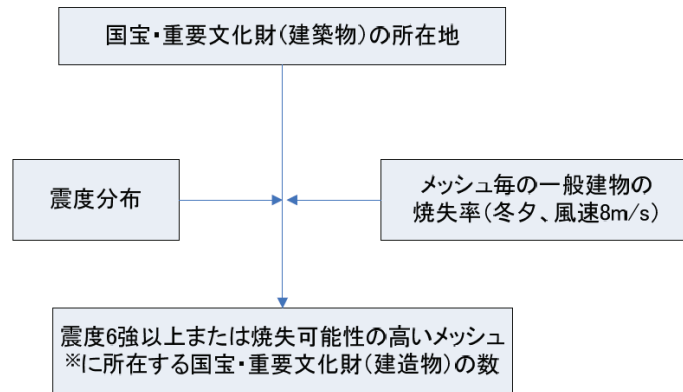 国宝・重要文化財(建築物)の所在地
震度分布
メッシュ毎の一般建物の
焼失率(冬夕、風速8m/s)
震度6強以上または焼失可能性の高いメッシュ
※に所在する国宝・重要文化財(建造物)の数